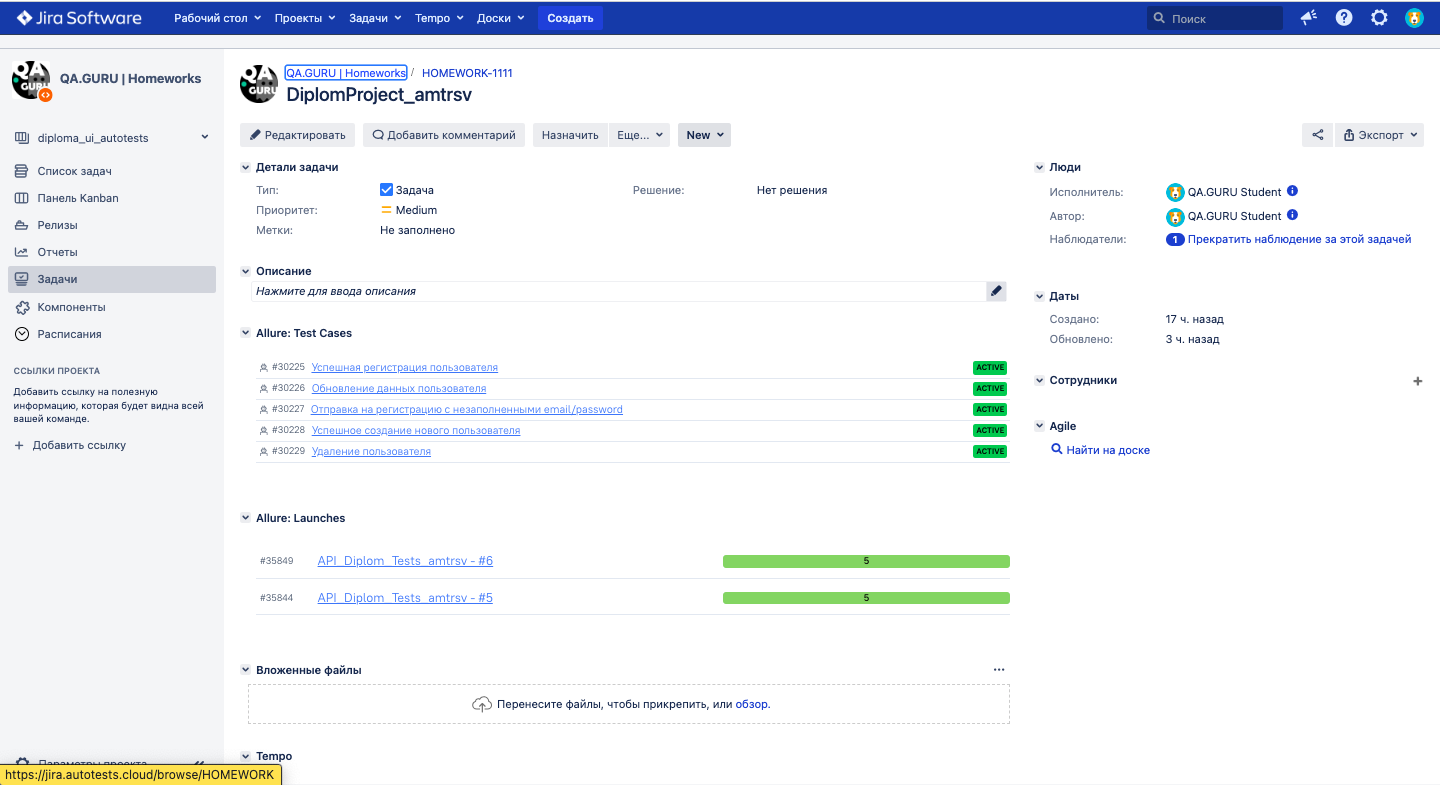 Jira Software Рабочий стол Проекты Задачи Tempo Доски Создать Поиск
QA GURU
QA.GURU | Homeworks
diploma_ui_autotests
Список задач
Панель Kanban
Релизы
Отчеты
Задачи
Компоненты
Расписания
ССЫЛКИ ПРОЕКТА
Добавить ссылку на полезную
информацию, которая будет видна всей
вашей команде.
+ Добавить ссылку
Параметры проекта
https://jira.autotests.cloud/browse/HOMEWORK
QA GURU
QA.GURU | Homeworks / HOMEWORK-1111
DiplomProject_amtrsv
Редактировать Добавить комментарий Назначить Еще... New Экспорт
Детали задачи
Тип: Задача Решение: Нет решения
Приоритет: Medium
Метки: Не заполнено
Описание
Нажмите для ввода описания
Allure: Test Cases
#30225 Успешная регистрация пользователя ACTIVE
#30226 Обновление данных пользователя ACTIVE
#30227 Отправка на регистрацию с незаполненными email/password ACTIVE
#30228 Успешное создание нового пользователя ACTIVE
#30229 Удаление пользователя ACTIVE
Allure: Launches
#35849 API_Diplom_Tests_amtrsv - #6 5
#35844 API_Diplom_Tests_amtrsv - #5 5
Вложенные файлы ...
Перенесите файлы, чтобы прикрепить, или обзор.
Tempo
Люди
Исполнитель: QA.GURU Student
Автор: QA.GURU Student
Наблюдатели: 1 Прекратить наблюдение за этой задачей
Даты
Создано: 17 ч. назад
Обновлено: 3 ч. назад
Сотрудники +
Agile
Найти на доске